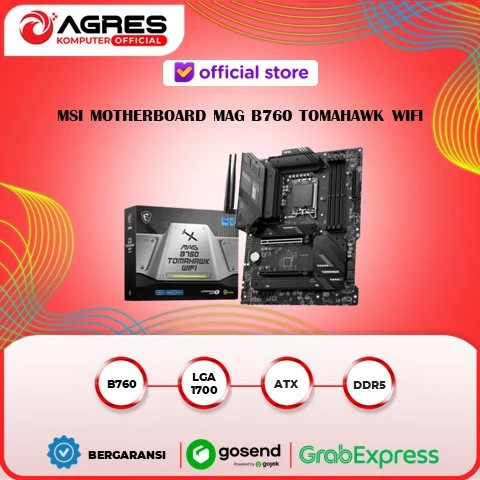 AGRES
KOMPUTER OFFICIAL
official store
MSI MOTHERBOARD MAG B760 TOMAHAWK WIFI
MAG
B760
TOMAHAWK
WIFI
B760
LGA
1700
ATX
DDR5
BERGARANSI
gosend
Powered by gojek
GrabExpress